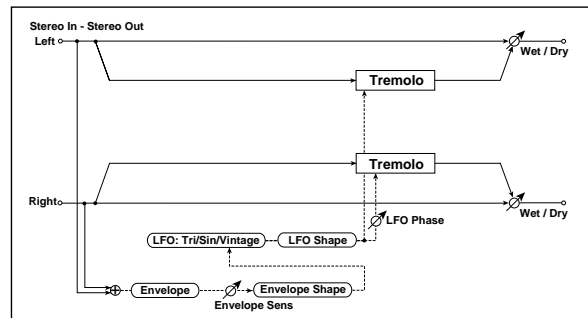 Stereo In - Stereo Out
Left
Wet / Dry
Tremolo
Tremolo
Right
Wet / Dry
LFO Phase
LFO: Tri/Sin/Vintage
LFO Shape
Envelope
Envelope Shape
Envelope Sens